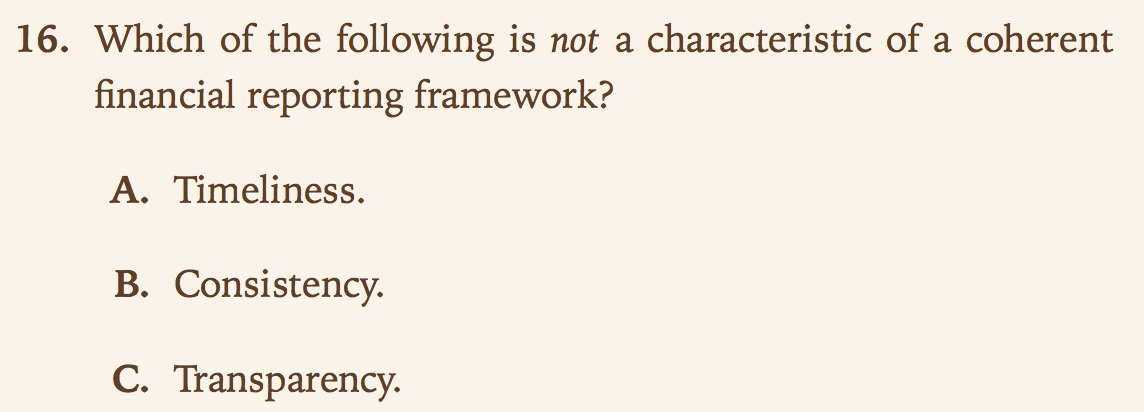 16. Which of the following is not a characteristic of a coherent
financial reporting framework?
A. Timeliness.
B. Consistency.
C. Transparency.